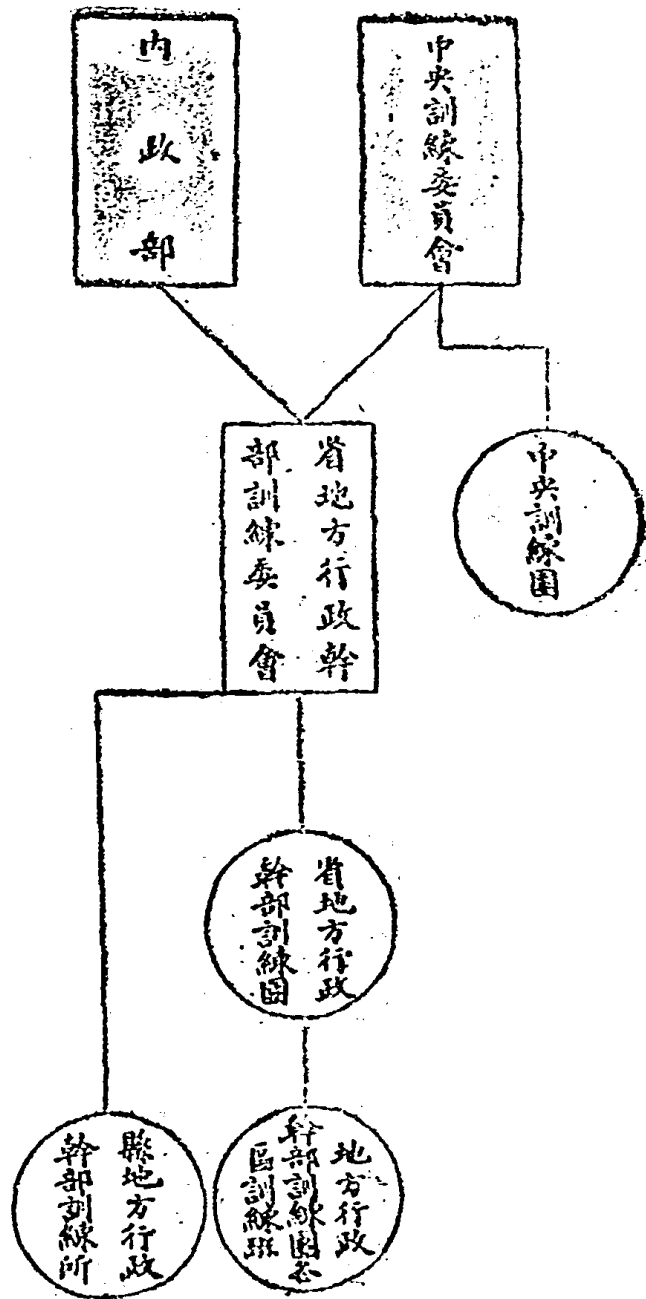 中央訓練委員會
內政部
中央訓練團
省地方行政幹
部訓練委員會
省地方行政
幹部訓練團
地方行政
幹部訓練團各
區訓練班
縣地方行政
幹部訓練所